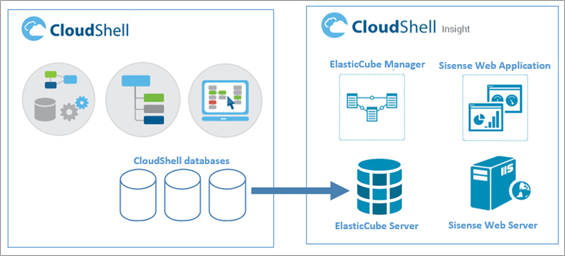 CloudShell
CloudShell databases
CloudShell Insight
ElasticCube Manager
Sisense Web Application
ElasticCube Server
IIS
Sisense Web Server